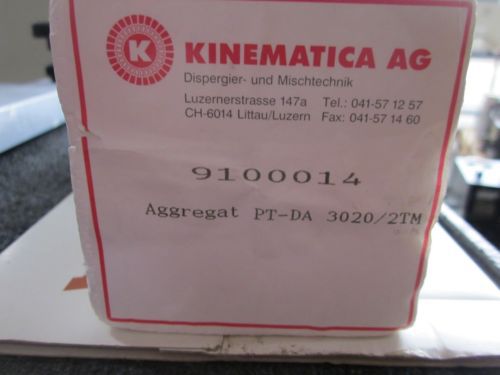 K KINEMATICA AG
Dispergier- und Mischtechnik
Luzernerstrasse 147a Tel.: 041-57 12 57
CH-6014 Littau/Luzern Fax: 041-57 14 60
9100014
Aggregat PT-DA 3020/2TM